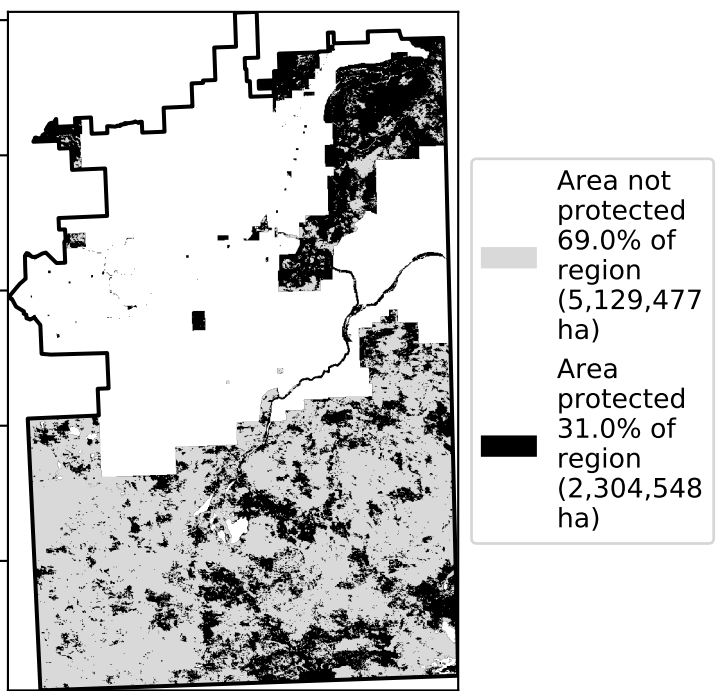 Area not
protected
69.0% of
region
(5,129,477
ha)
Area
protected
31.0% of
region
(2,304,548
ha)